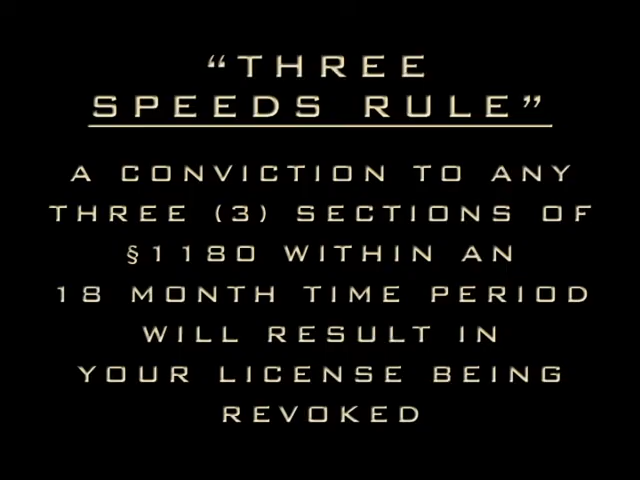 “THREE
SPEEDS RULE”
A CONVICTION TO ANY
THREE (3) SECTIONS OF
§1180 WITHIN AN
18 MONTH TIME PERIOD
WILL RESULT IN
YOUR LICENSE BEING
REVOKED